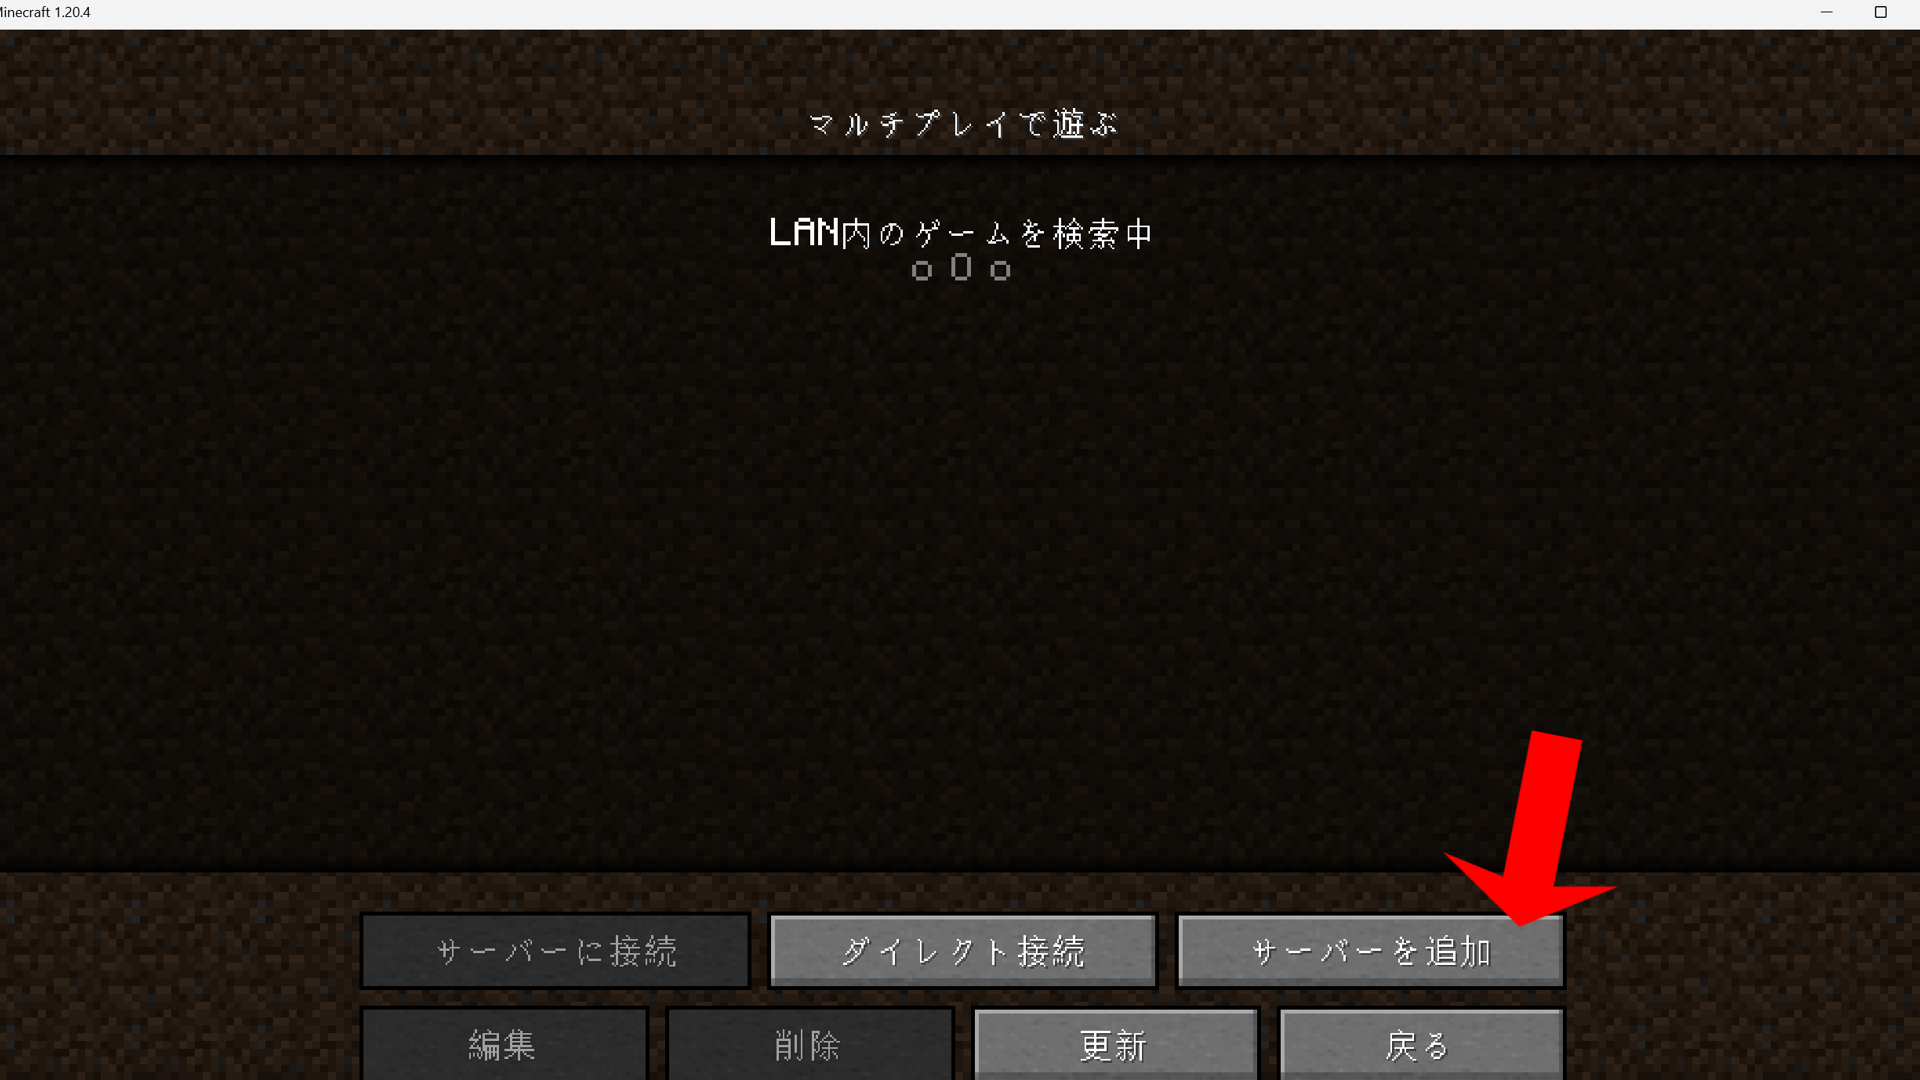 Minecraft 1.20.4
マルチプレイで遊ぶ
LAN内のゲームを検索中
o O o
サーバーに接続
ダイレクト接続
サーバーを追加
編集
削除
更新
戻る